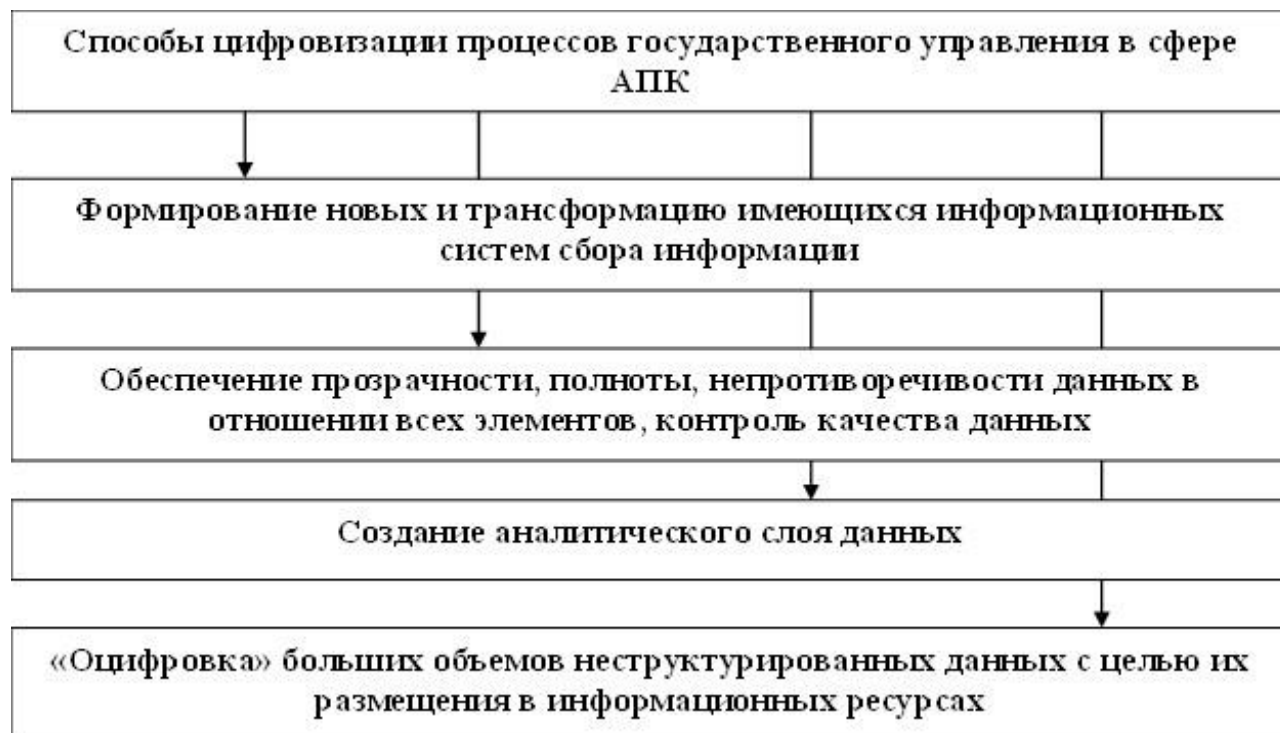 Способы цифровизации процессов государственного управления в сфере
АПК
Формирование новых и трансформацию имеющихся информационных
систем сбора информации
Обеспечение прозрачности, полноты, непротиворечивости данных в
отношении всех элементов, контроль качества данных
Создание аналитического слоя данных
«Оцифровка» больших объемов неструктурированных данных с целью их
размещения в информационных ресурсах